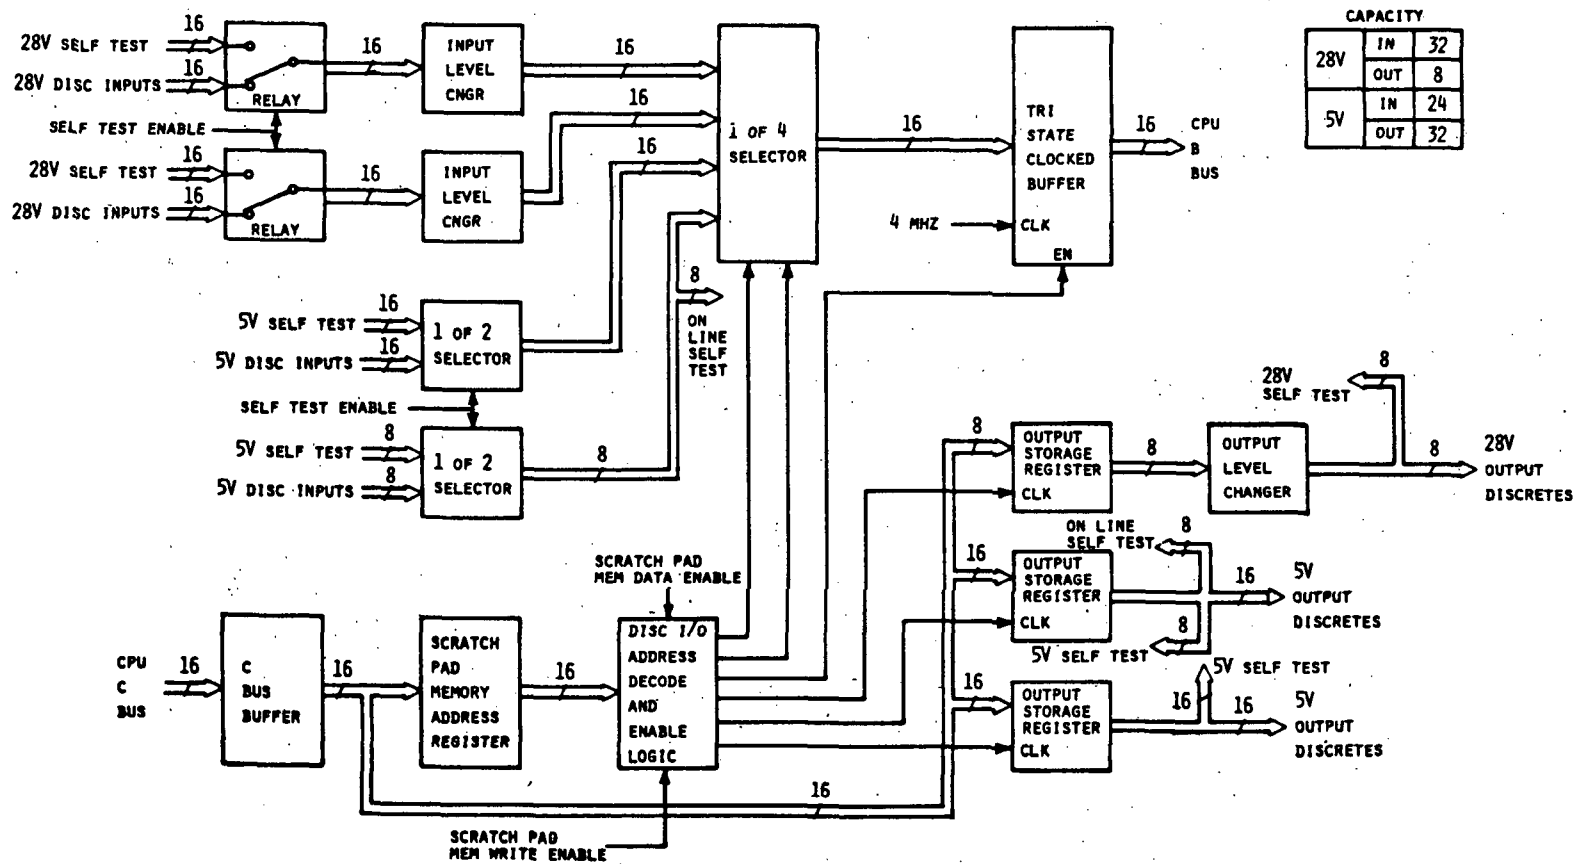 CAPACITY
28V IN 32
OUT 8
5V IN 24
OUT 32
16
28V SELF TEST
16
28V DISC INPUTS
RELAY
SELF TEST ENABLE
16
28V SELF TEST
16
28V DISC INPUTS
RELAY
16
INPUT
LEVEL
CNGR
16
INPUT
LEVEL
CNGR
16
16
16
1 OF 4
SELECTOR
16
TRI
STATE
CLOCKED
BUFFER
4 MHZ
CLK
EN
16
CPU
B
BUS
16
5V SELF TEST
16
5V DISC INPUTS
1 OF 2
SELECTOR
SELF TEST ENABLE
8
5V SELF TEST
8
5V DISC INPUTS
1 OF 2
SELECTOR
8
8
ON
LINE
SELF
TEST
8
OUTPUT
STORAGE
REGISTER
CLK
8
OUTPUT
LEVEL
CHANGER
8
28V
SELF TEST
8
28V
OUTPUT
DISCRETES
16
OUTPUT
STORAGE
REGISTER
CLK
ON LINE
SELF TEST
8
16
5V
OUTPUT
DISCRETES
8
5V SELF TEST
16
OUTPUT
STORAGE
REGISTER
CLK
5V SELF TEST
16
16
5V
OUTPUT
DISCRETES
CPU
C
BUS
16
C
BUS
BUFFER
16
SCRATCH
PAD
MEMORY
ADDRESS
REGISTER
16
SCRATCH PAD
MEM DATA ENABLE
DISC I/O
ADDRESS
DECODE
AND
ENABLE
LOGIC
16
SCRATCH PAD
MEM WRITE ENABLE